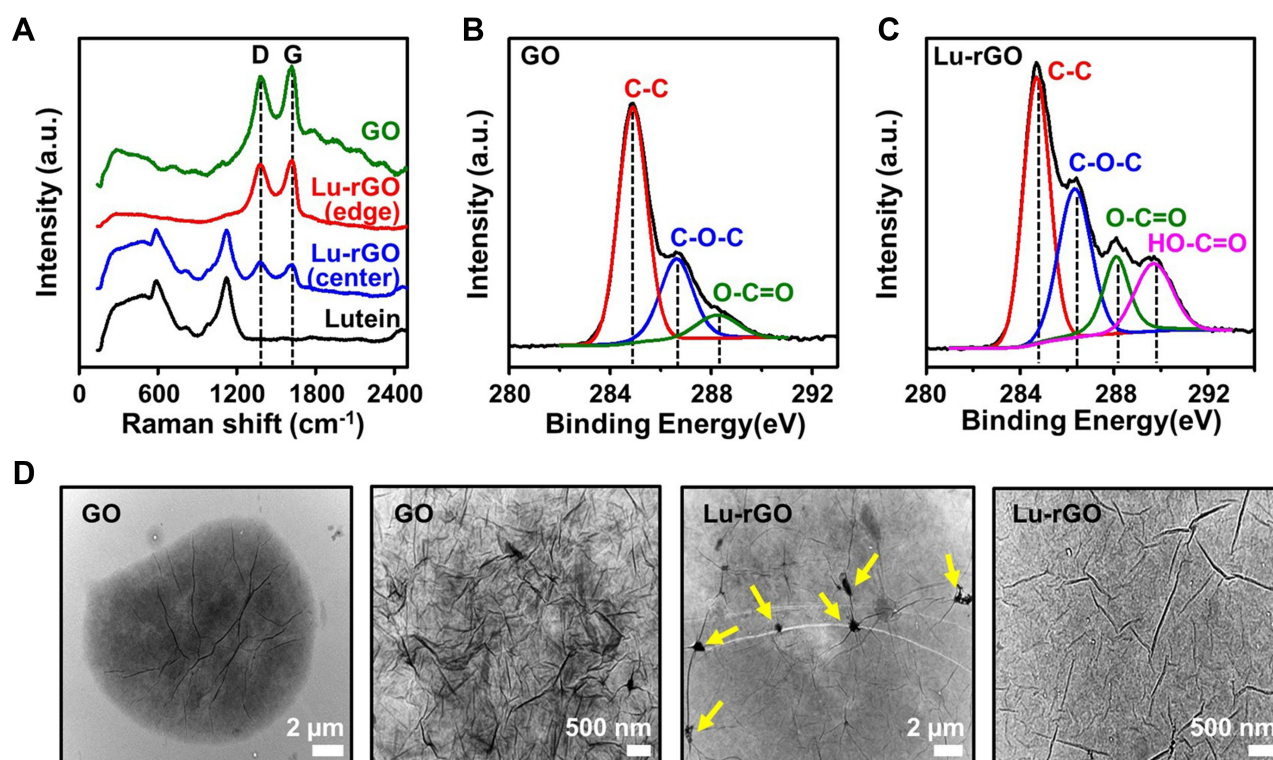 A
D G
GO
Lu-rGO
(edge)
Lu-rGO
(center)
Lutein
Intensity (a.u.)
0 600 1200 1800 2400
Raman shift (cm⁻¹)
B
GO
C-C
C-O-C
O-C=O
Intensity (a.u.)
280 284 288 292
Binding Energy(eV)
C
Lu-rGO
C-C
C-O-C
O-C=O
HO-C=O
Intensity (a.u.)
280 284 288 292
Binding Energy(eV)
D
GO
2 μm
GO
500 nm
Lu-rGO
2 μm
Lu-rGO
500 nm